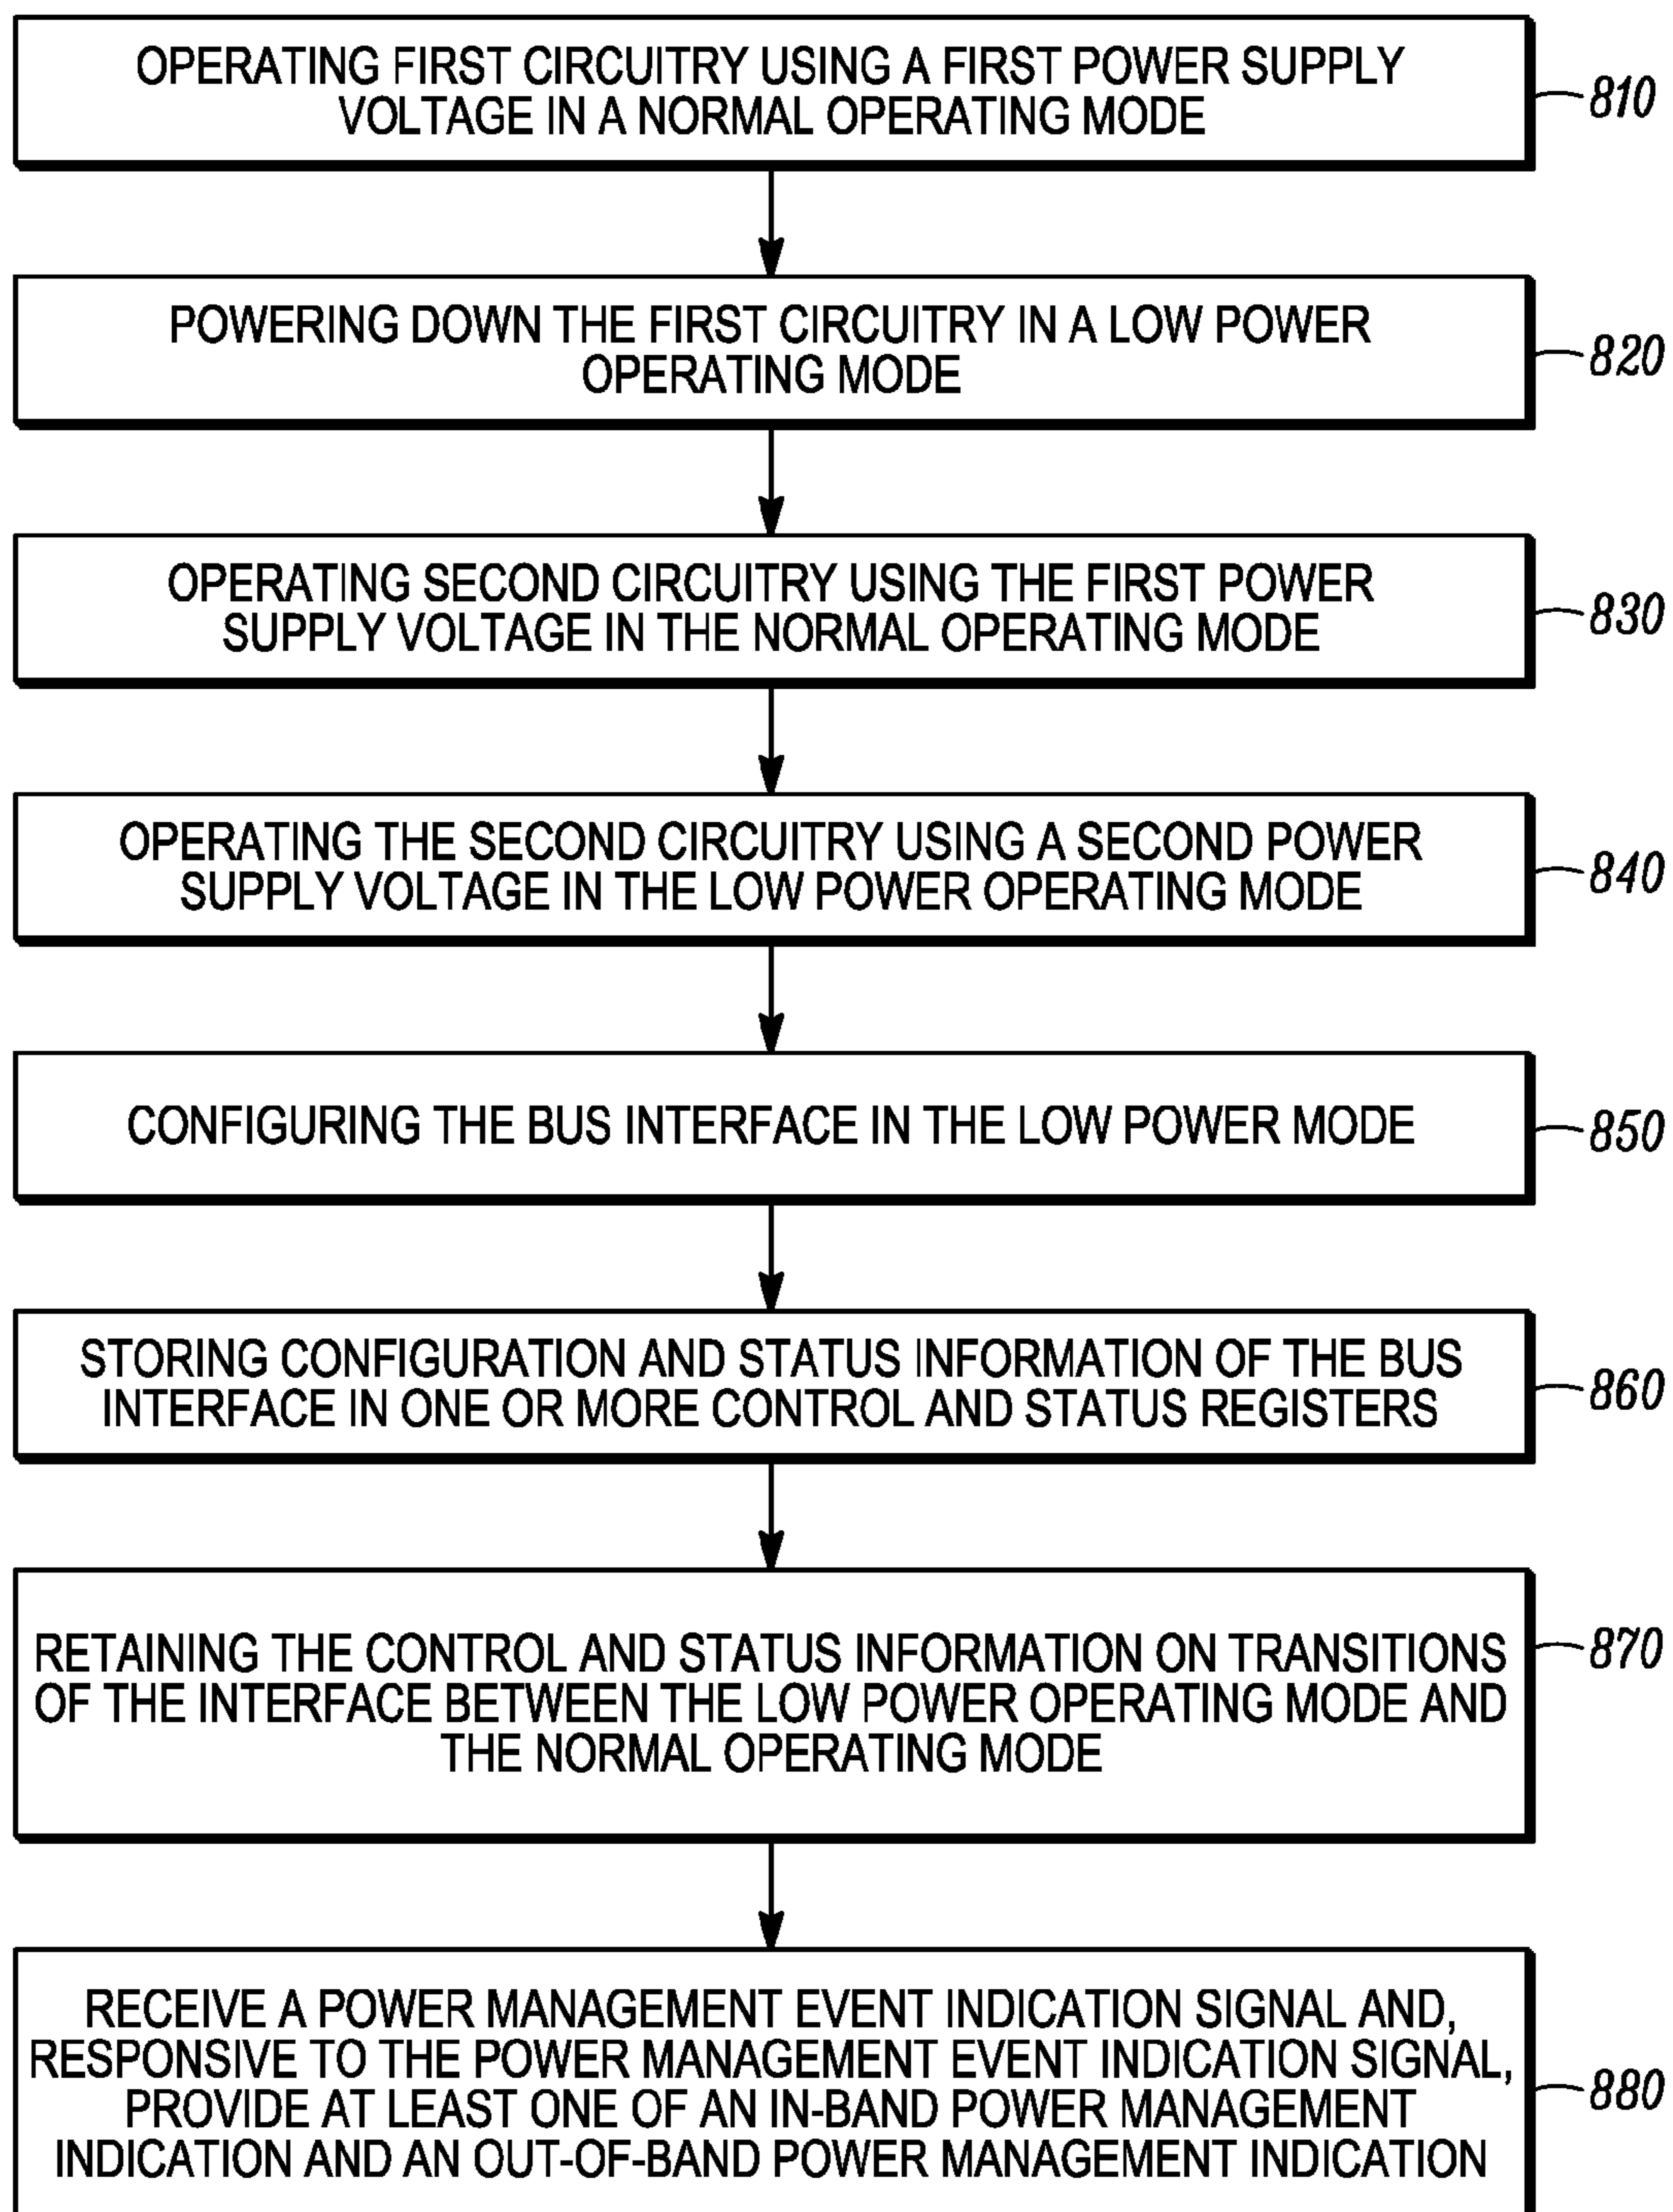 OPERATING FIRST CIRCUITRY USING A FIRST POWER SUPPLY
VOLTAGE IN A NORMAL OPERATING MODE
810
POWERING DOWN THE FIRST CIRCUITRY IN A LOW POWER
OPERATING MODE
820
OPERATING SECOND CIRCUITRY USING THE FIRST POWER
SUPPLY VOLTAGE IN THE NORMAL OPERATING MODE
830
OPERATING THE SECOND CIRCUITRY USING A SECOND POWER
SUPPLY VOLTAGE IN THE LOW POWER OPERATING MODE
840
CONFIGURING THE BUS INTERFACE IN THE LOW POWER MODE
850
STORING CONFIGURATION AND STATUS INFORMATION OF THE BUS
INTERFACE IN ONE OR MORE CONTROL AND STATUS REGISTERS
860
RETAINING THE CONTROL AND STATUS INFORMATION ON TRANSITIONS
OF THE INTERFACE BETWEEN THE LOW POWER OPERATING MODE AND
THE NORMAL OPERATING MODE
870
RECEIVE A POWER MANAGEMENT EVENT INDICATION SIGNAL AND,
RESPONSIVE TO THE POWER MANAGEMENT EVENT INDICATION SIGNAL,
PROVIDE AT LEAST ONE OF AN IN-BAND POWER MANAGEMENT
INDICATION AND AN OUT-OF-BAND POWER MANAGEMENT INDICATION
880